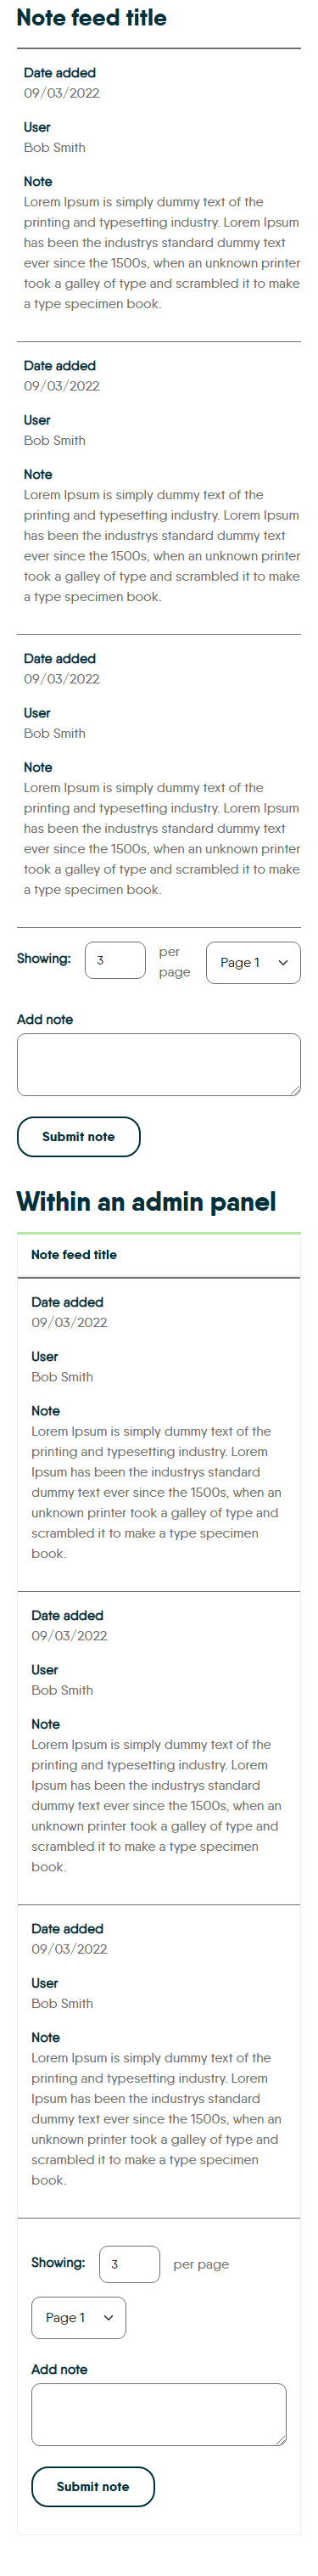 Note feed title
Date added
09/03/2022
User
Bob Smith
Note
Lorem Ipsum is simply dummy text of the
printing and typesetting industry. Lorem Ipsum
has been the industrys standard dummy text
ever since the 1500s, when an unknown printer
took a galley of type and scrambled it to make
a type specimen book.
Date added
09/03/2022
User
Bob Smith
Note
Lorem Ipsum is simply dummy text of the
printing and typesetting industry. Lorem Ipsum
has been the industrys standard dummy text
ever since the 1500s, when an unknown printer
took a galley of type and scrambled it to make
a type specimen book.
Date added
09/03/2022
User
Bob Smith
Note
Lorem Ipsum is simply dummy text of the
printing and typesetting industry. Lorem Ipsum
has been the industrys standard dummy text
ever since the 1500s, when an unknown printer
took a galley of type and scrambled it to make
a type specimen book.
Showing: 3 per page Page 1
Add note
Submit note
Within an admin panel
Note feed title
Date added
09/03/2022
User
Bob Smith
Note
Lorem Ipsum is simply dummy text of the
printing and typesetting industry. Lorem
Ipsum has been the industrys standard
dummy text ever since the 1500s, when an
unknown printer took a galley of type and
scrambled it to make a type specimen
book.
Date added
09/03/2022
User
Bob Smith
Note
Lorem Ipsum is simply dummy text of the
printing and typesetting industry. Lorem
Ipsum has been the industrys standard
dummy text ever since the 1500s, when an
unknown printer took a galley of type and
scrambled it to make a type specimen
book.
Date added
09/03/2022
User
Bob Smith
Note
Lorem Ipsum is simply dummy text of the
printing and typesetting industry. Lorem
Ipsum has been the industrys standard
dummy text ever since the 1500s, when an
unknown printer took a galley of type and
scrambled it to make a type specimen
book.
Showing: 3 per page
Page 1
Add note
Submit note